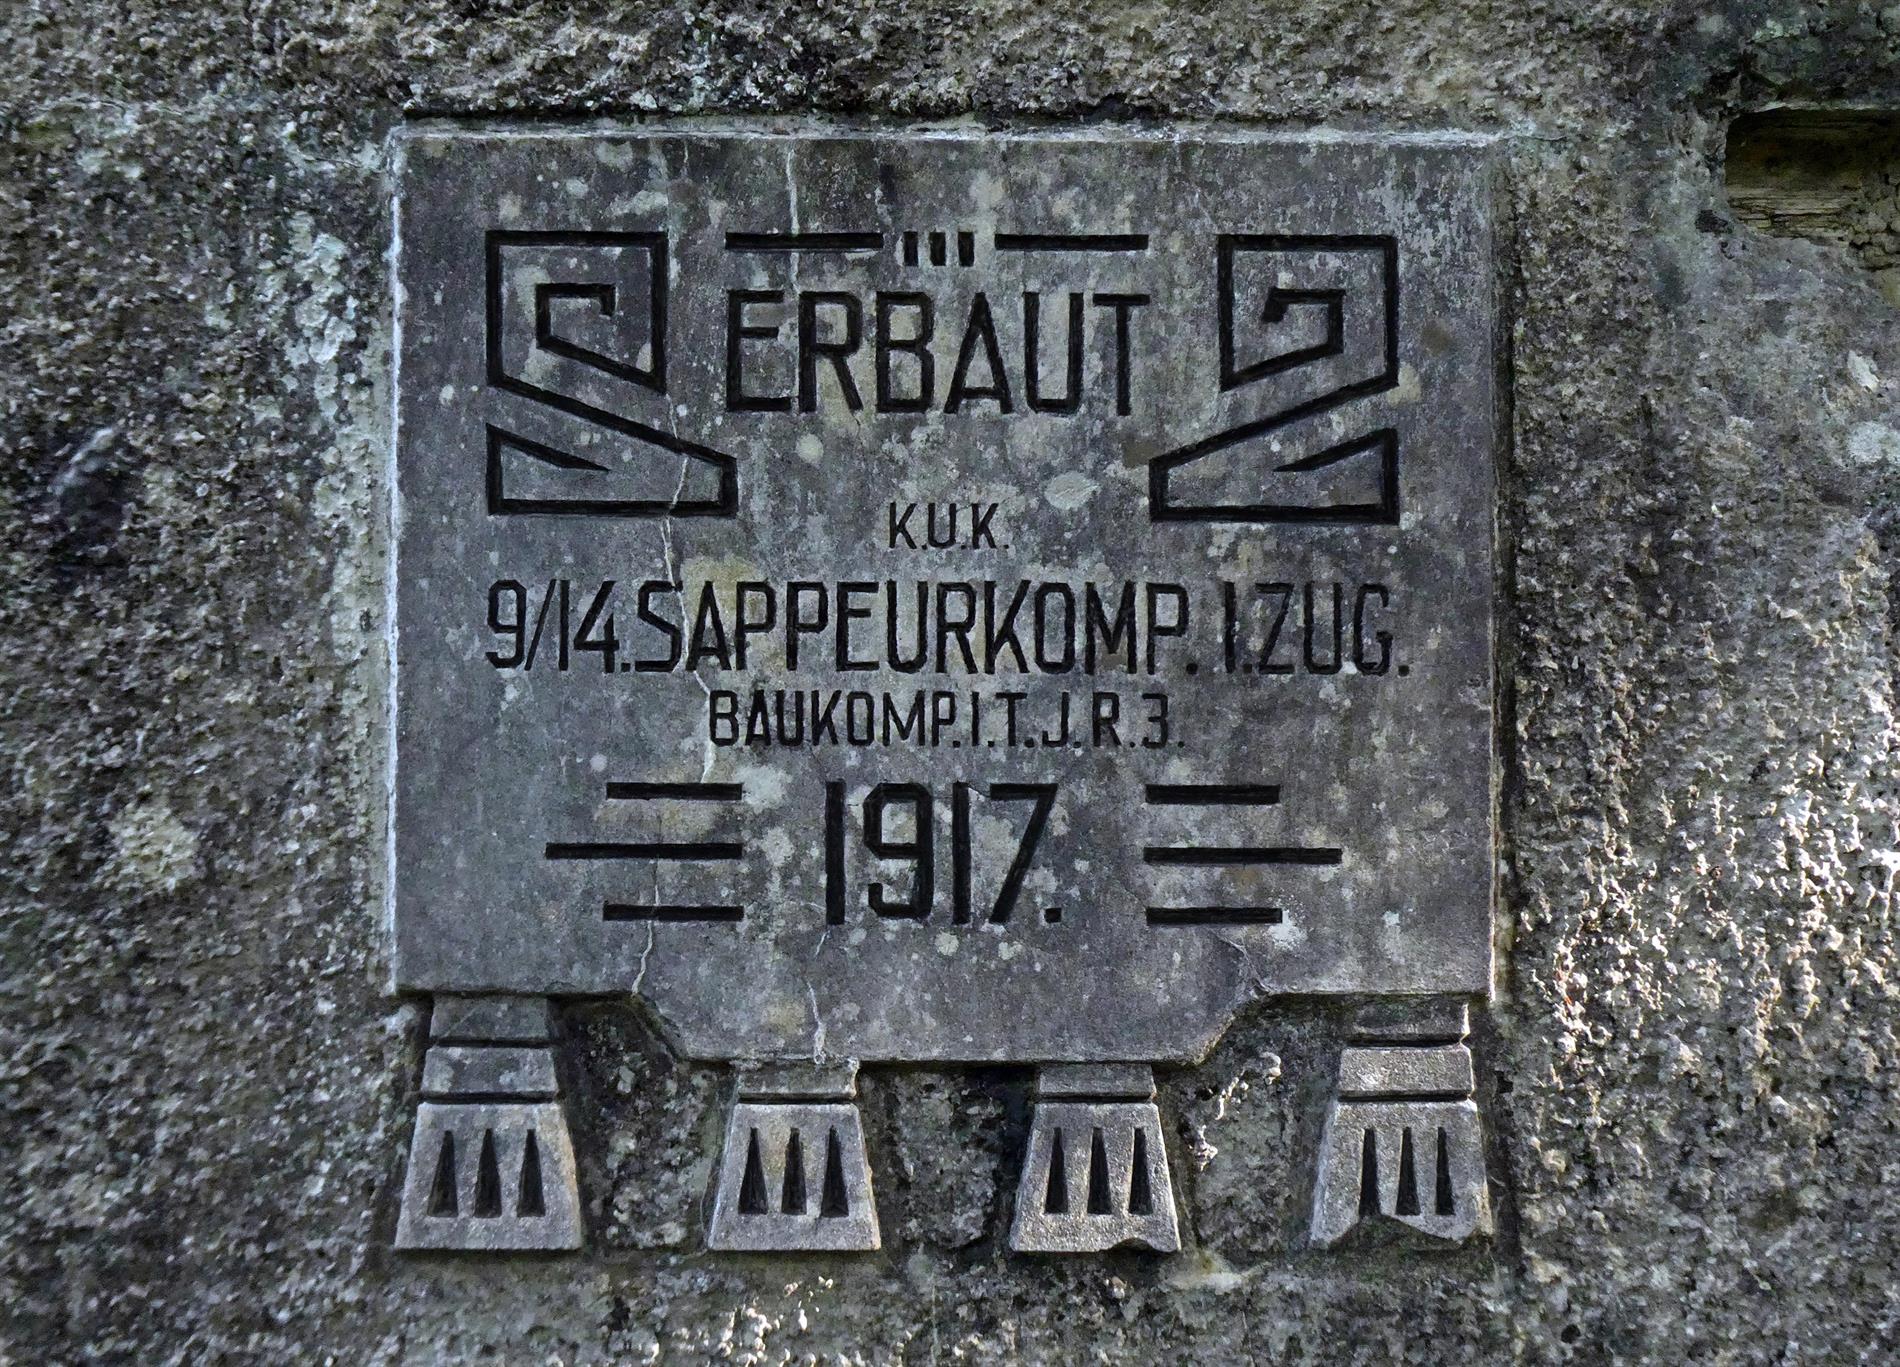 ERBAUT
K.U.K.
9/14.SAPPEURKOMP. I.ZUG.
BAUKOMP.I.T.J.R.3.
1917.